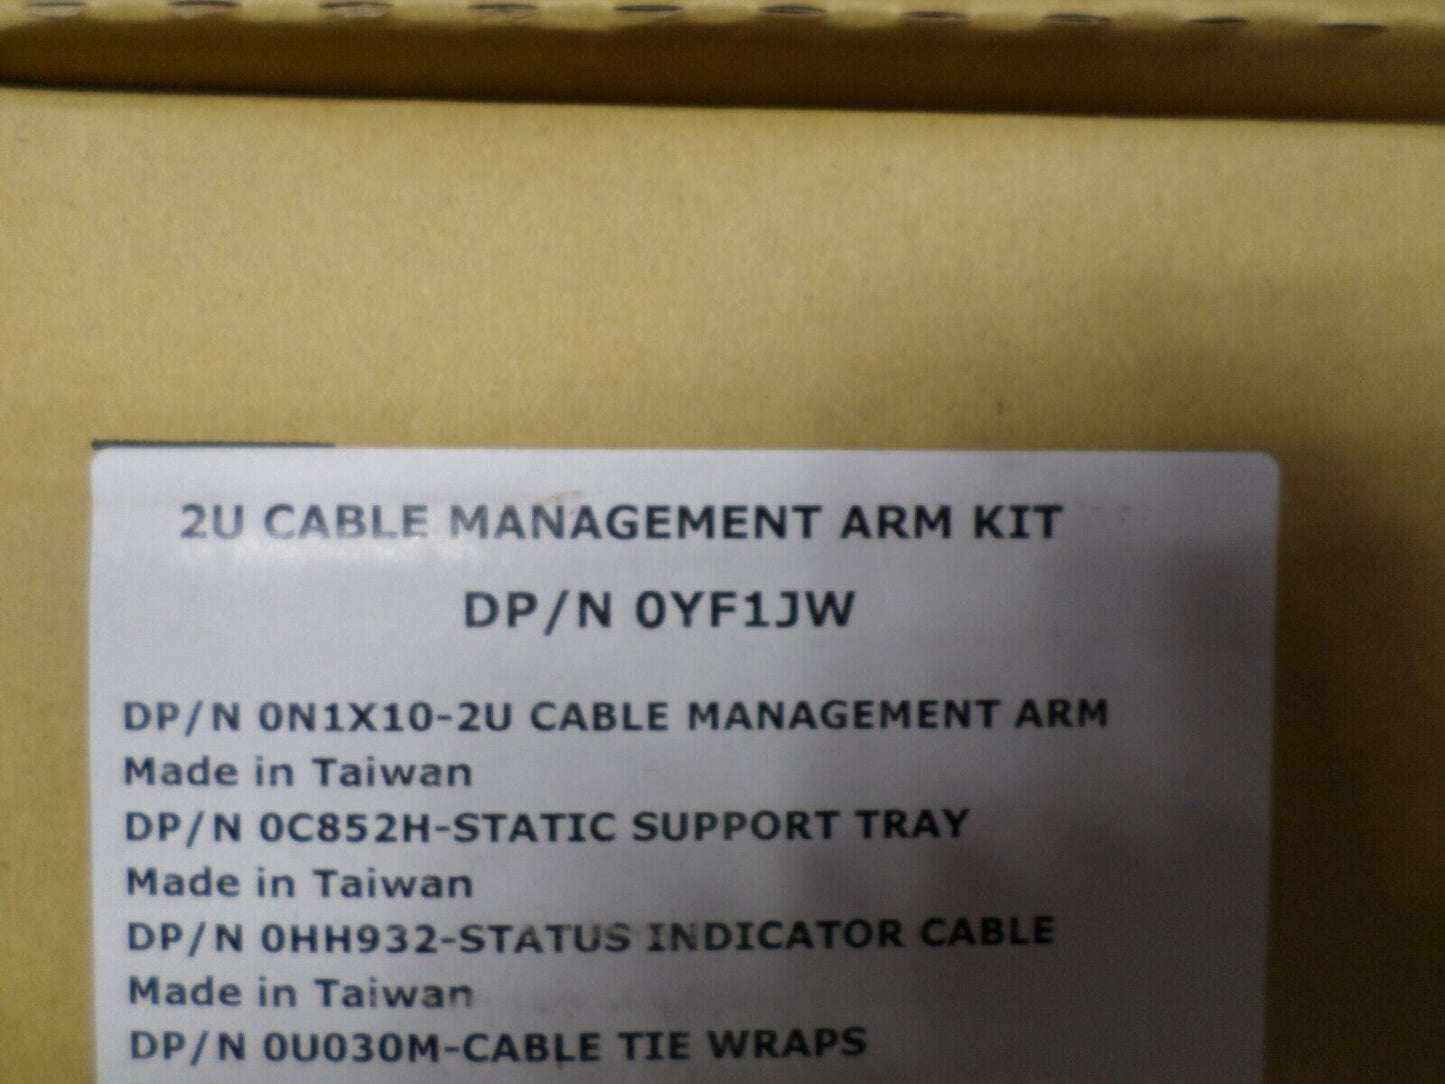 2U CABLE MANAGEMENT ARM KIT
DP/N 0YF1JW
DP/N 0N1X10-2U CABLE MANAGEMENT ARM
Made in Taiwan
DP/N 0C852H-STATIC SUPPORT TRAY
Made in Taiwan
DP/N 0HH932-STATUS INDICATOR CABLE
Made in Taiwan
DP/N 0U030M-CABLE TIE WRAPS